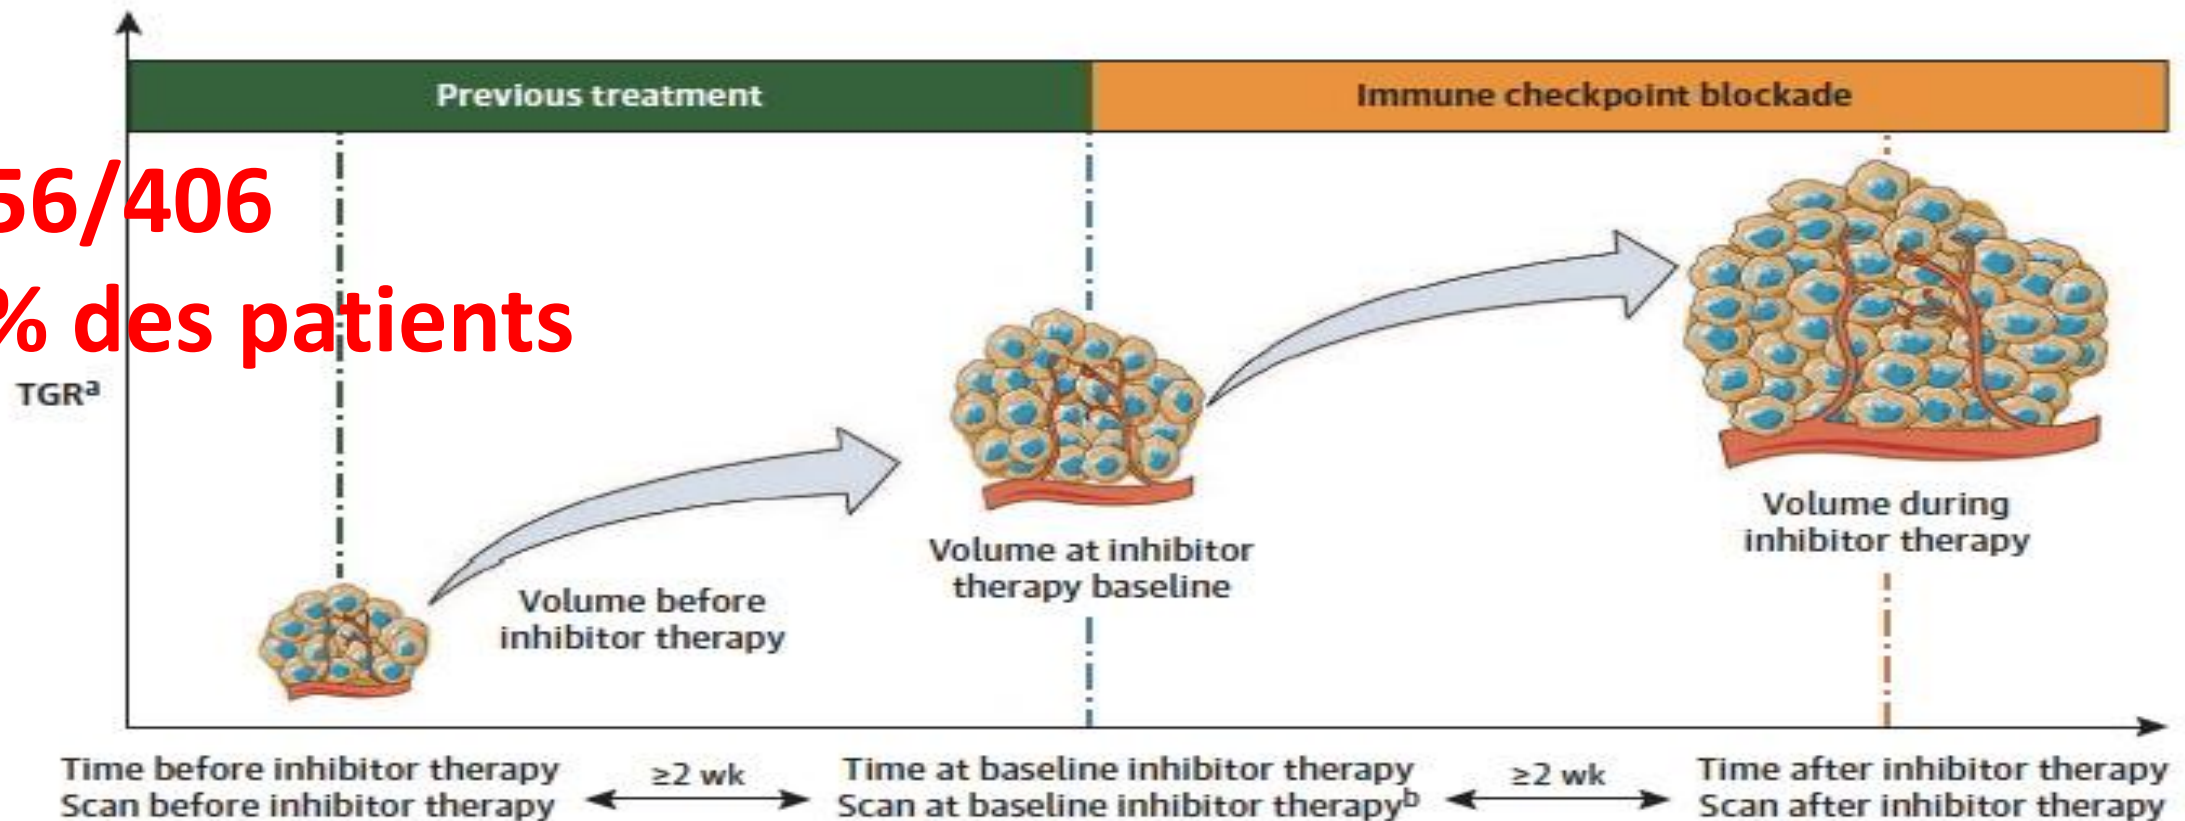 Previous treatment
Immune checkpoint blockade
56/406
% des patients
TGRa
Volume before
inhibitor therapy
Volume at inhibitor
therapy baseline
Volume during
inhibitor therapy
Time before inhibitor therapy
Scan before inhibitor therapy
≥2 wk
Time at baseline inhibitor therapy
Scan at baseline inhibitor therapyb
≥2 wk
Time after inhibitor therapy
Scan after inhibitor therapy